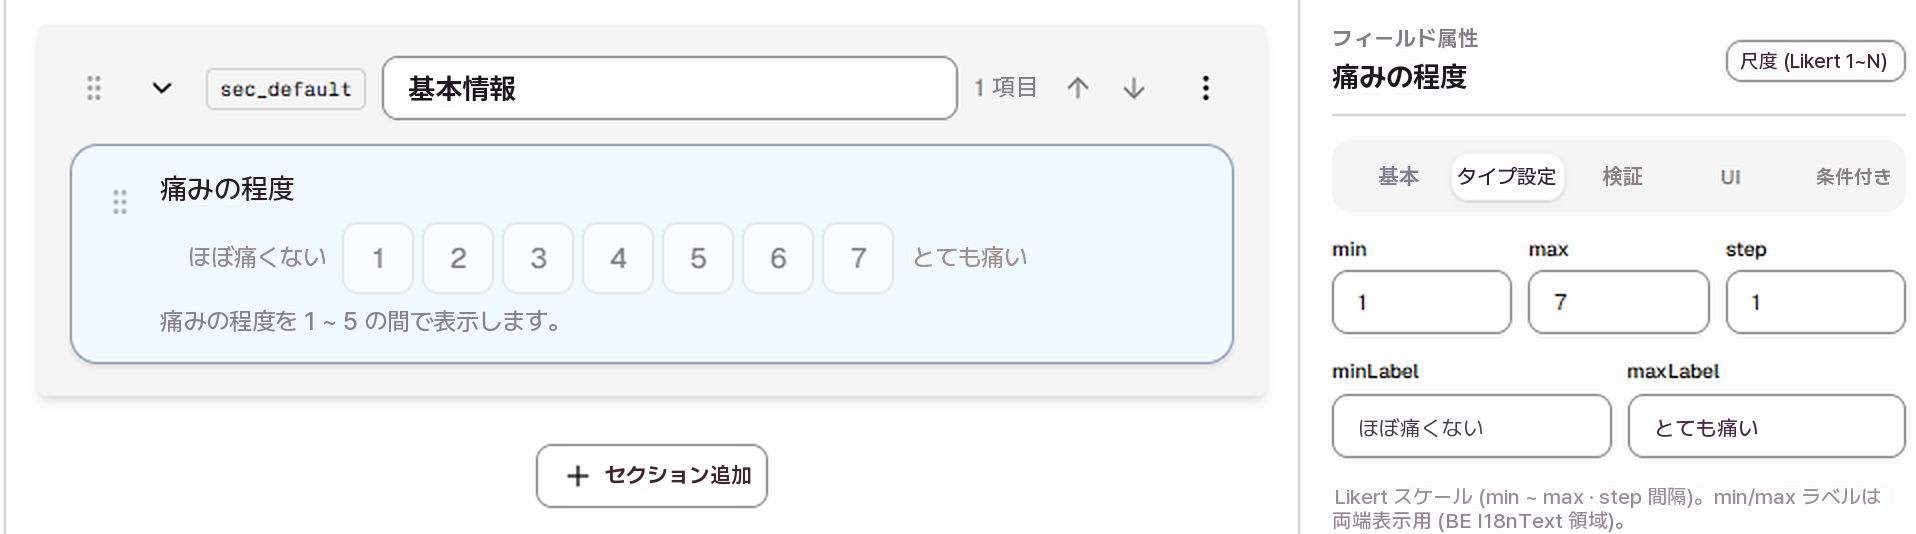 sec_default 基本情報 1 項目
痛みの程度
ほぼ痛くない 1 2 3 4 5 6 7 とても痛い
痛みの程度を 1 ~ 5 の間で表示します。
+ セクション追加
フィールド属性
痛みの程度
尺度 (Likert 1~N)
基本 タイプ設定 検証 UI 条件付き
min max step
1 7 1
minLabel maxLabel
ほぼ痛くない とても痛い
Likert スケール (min ~ max · step 間隔)。min/max ラベルは
両端表示用 (BE I18nText 領域)。